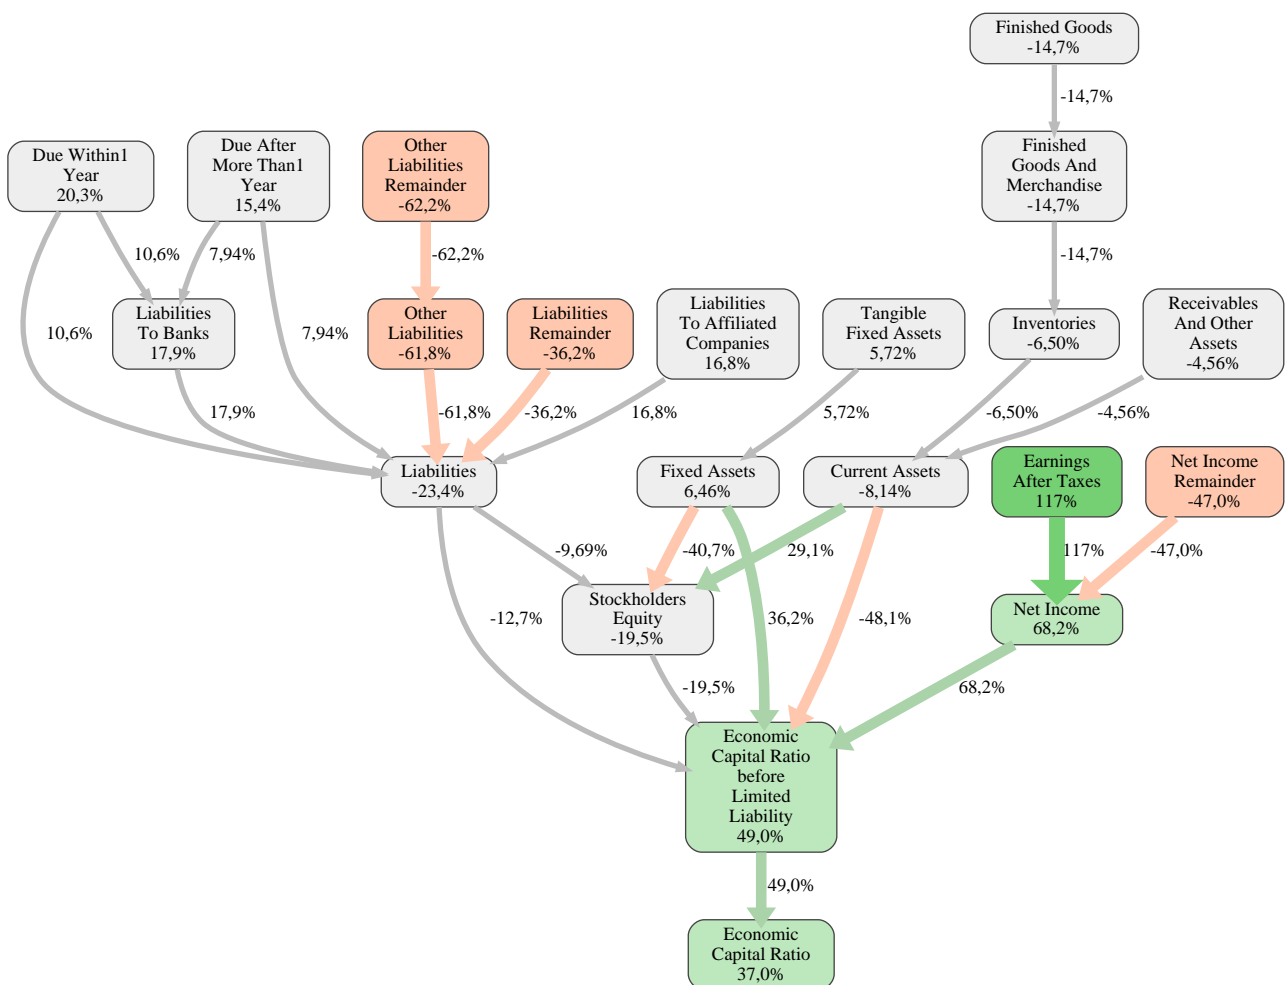 Finished Goods
-14,7%
-14,7%
Due Within1
Year
20,3%
Due After
More Than1
Year
15,4%
Other
Liabilities
Remainder
-62,2%
Finished
Goods And
Merchandise
-14,7%
10,6%
7,94%
-62,2%
-14,7%
10,6%
Liabilities
To Banks
17,9%
7,94%
Other
Liabilities
-61,8%
Liabilities
Remainder
-36,2%
Liabilities
To Affiliated
Companies
16,8%
Tangible
Fixed Assets
5,72%
Inventories
-6,50%
Receivables
And Other
Assets
-4,56%
17,9%
-61,8%
-36,2%
16,8%
5,72%
-6,50%
-4,56%
Liabilities
-23,4%
Fixed Assets
6,46%
Current Assets
-8,14%
Earnings
After Taxes
117%
Net Income
Remainder
-47,0%
-9,69%
-40,7%
29,1%
117%
-47,0%
-12,7%
Stockholders
Equity
-19,5%
36,2%
-48,1%
Net Income
68,2%
-19,5%
68,2%
Economic
Capital Ratio
before
Limited
Liability
49,0%
49,0%
Economic
Capital Ratio
37,0%